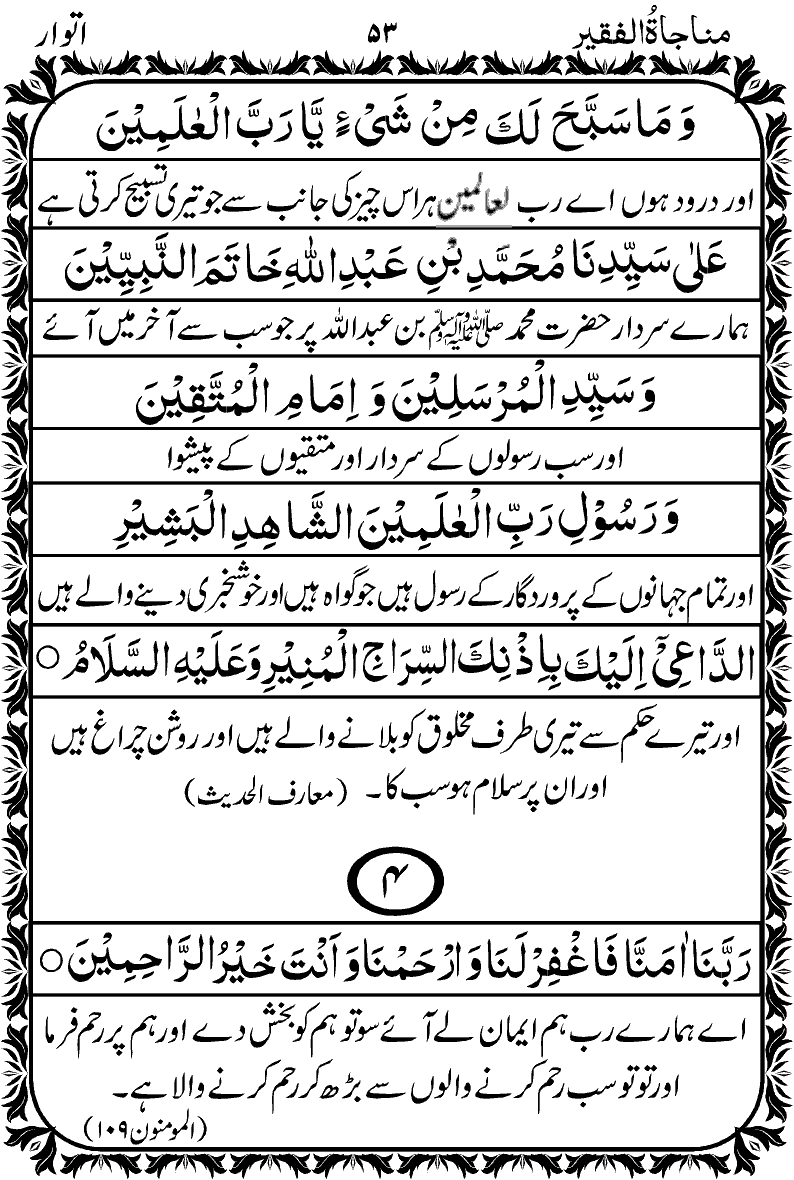 مناجاۃُالفقیر ۵۳ اتوار
وَمَا سَبَّحَ لَكَ مِنْ شَیْءٍ یَّا رَبَّ الْعٰلَمِیْنَ
اور درود ہوں اے رب لعالمین ہر اس چیز کی جانب سے جو تیری تسبیح کرتی ہے
عَلٰی سَیِّدِنَا مُحَمَّدِ بْنِ عَبْدِ اللّٰهِ خَاتَمَ النَّبِیِّیْنَ
ہمارے سردار حضرت محمد ﷺ بن عبداللہ پر جو سب سے آخر میں آئے
وَ سَیِّدِ الْمُرْسَلِیْنَ وَ اِمَامِ الْمُتَّقِیْنَ
اور سب رسولوں کے سردار اور متقیوں کے پیشوا
وَ رَسُوْلِ رَبِّ الْعٰلَمِیْنَ الشَّاهِدِ الْبَشِیْرِ
اور تمام جہانوں کے پروردگار کے رسول ہیں جو گواہ ہیں اور خوشخبری دینے والے ہیں
الدَّاعِیْٓ اِلَیْكَ بِاِذْنِكَ السِّرَاجِ الْمُنِیْرِ وَعَلَیْهِ السَّلَامُ ○
اور تیرے حکم سے تیری طرف مخلوق کو بلانے والے ہیں اور روشن چراغ ہیں
اور ان پر سلام ہو سب کا۔ (معارف الحدیث)
۴
رَبَّنَا اٰمَنَّا فَاغْفِرْ لَنَا وَارْحَمْنَا وَ اَنْتَ خَیْرُ الرَّاحِمِیْنَ ○
اے ہمارے رب ہم ایمان لے آئے سو تو ہم کو بخش دے اور ہم پر رحم فرما
اور تو تو سب رحم کرنے والوں سے بڑھ کر رحم کرنے والا ہے۔
(المومنون ۱۰۹)